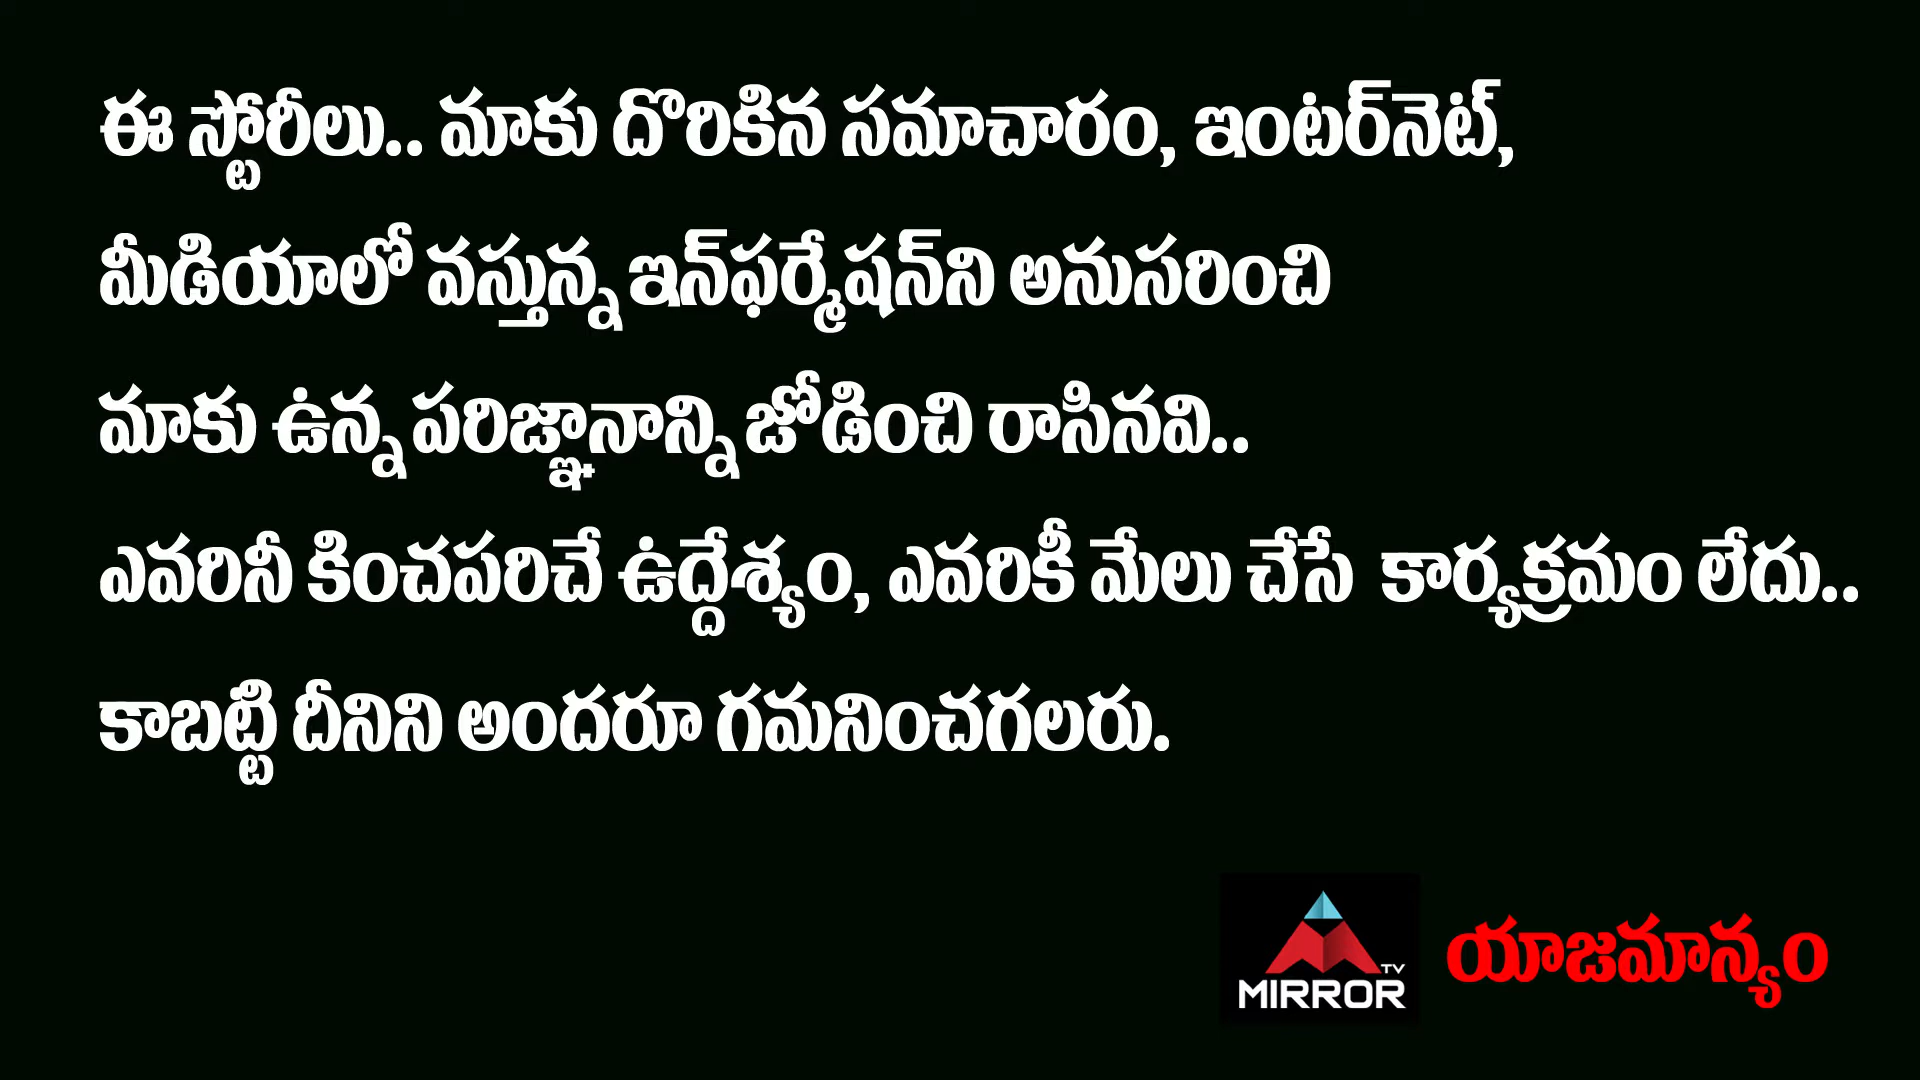 ఈ స్టోరీలు.. మాకు దొరికిన సమాచారం, ఇంటర్‌నెట్,
మీడియాలో వస్తున్న ఇన్‌ఫర్మేషన్‌ని అనుసరించి
మాకు ఉన్న పరిజ్ఞానాన్ని జోడించి రాసినవి..
ఎవరినీ కించపరిచే ఉద్దేశ్యం, ఎవరికీ మేలు చేసే కార్యక్రమం లేదు..
కాబట్టి దీనిని అందరూ గమనించగలరు.
TV
MIRROR
యాజమాన్యం